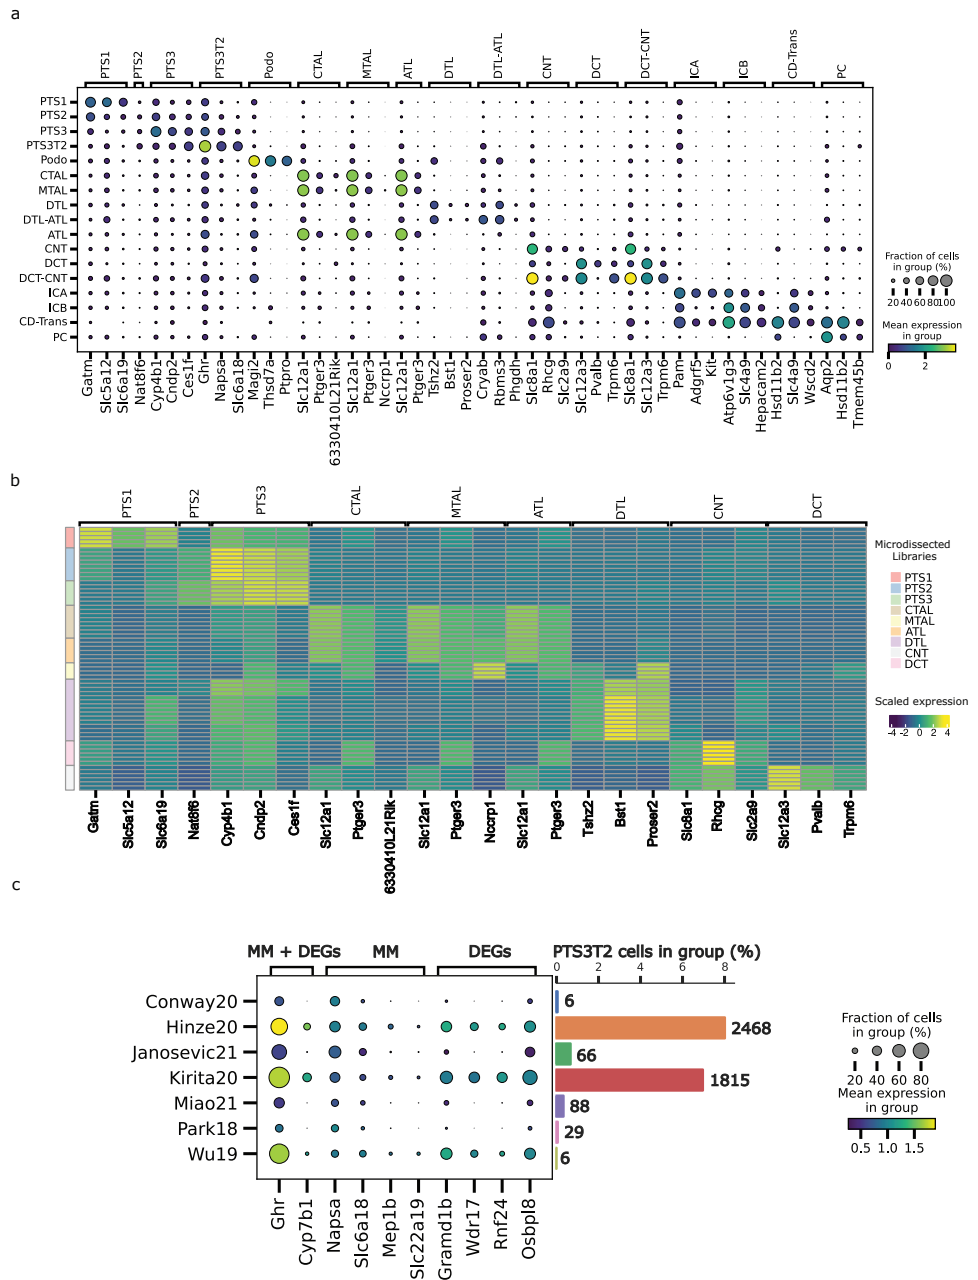 a
PTS1 PTS2 PTS3 PTS3T2 Podo CTAL MTAL ATL DTL DTL-ATL CNT DCT DCT-CNT ICA ICB CD-Trans PC
PTS1
PTS2
PTS3
PTS3T2
Podo
CTAL
MTAL
DTL
DTL-ATL
ATL
CNT
DCT
DCT-CNT
ICA
ICB
CD-Trans
PC
Fraction of cells
in group (%)
20 40 60 80 100
Mean expression
in group
0 2
Gatm Slc5a12 Slc6a19 Nat8f6 Cyp4b1 Cndp2 Ces1f Ghr Napsa Slc6a18 Magi2 Thsd7a Ptpro Slc12a1 Ptger3 6330410L21Rik Slc12a1 Ptger3 Nccrp1 Slc12a1 Ptger3 Tshz2 Bst1 Proser2 Cryab Rbms3 Phgdh Slc8a1 Rhcg Slc2a9 Slc12a3 Pvalb Trpm6 Slc8a1 Slc12a3 Trpm6 Pam Adgrf5 Kit Atp6v1g3 Slc4a9 Hepacam2 Hsd11b2 Slc4a9 Wscd2 Aqp2 Hsd11b2 Tmem45b
b
PTS1 PTS2 PTS3 CTAL MTAL ATL DTL CNT DCT
Microdissected
Libraries
PTS1
PTS2
PTS3
CTAL
MTAL
ATL
DTL
CNT
DCT
Scaled expression
-4 -2 0 2 4
Gatm Slc5a12 Slc6a19 Nat8f6 Cyp4b1 Cndp2 Ces1f Slc12a1 Ptger3 6330410L21Rik Slc12a1 Ptger3 Nccrp1 Slc12a1 Ptger3 Tshz2 Bst1 Proser2 Slc8a1 Rhcg Slc2a9 Slc12a3 Pvalb Trpm6
c
MM + DEGs MM DEGs PTS3T2 cells in group (%)
0 2 4 6 8
Conway20 6
Hinze20 2468
Janosevic21 66
Kirita20 1815
Miao21 88
Park18 29
Wu19 6
Fraction of cells
in group (%)
20 40 60 80
Mean expression
in group
0.5 1.0 1.5
Ghr Cyp7b1 Napsa Slc6a18 Mep1b Slc22a19 Gramd1b Wdr17 Rnf24 Osbpl8